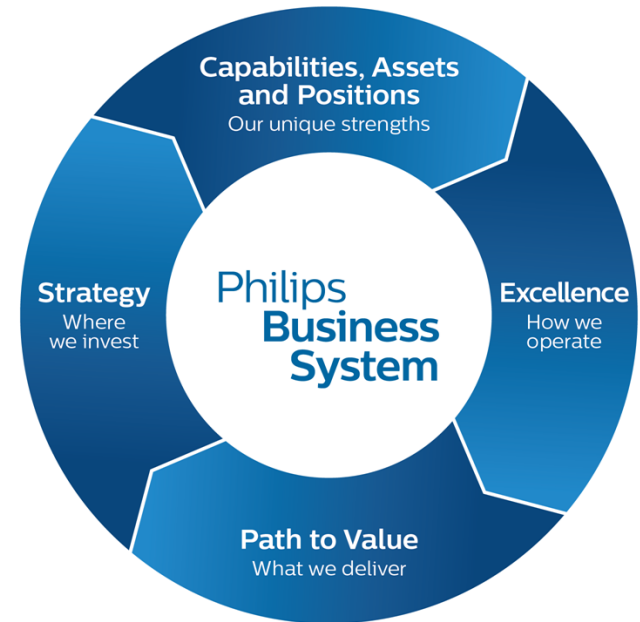 Capabilities, Assets
and Positions
Our unique strengths
Strategy
Where
we invest
Philips
Business
System
Excellence
How we
operate
Path to Value
What we deliver